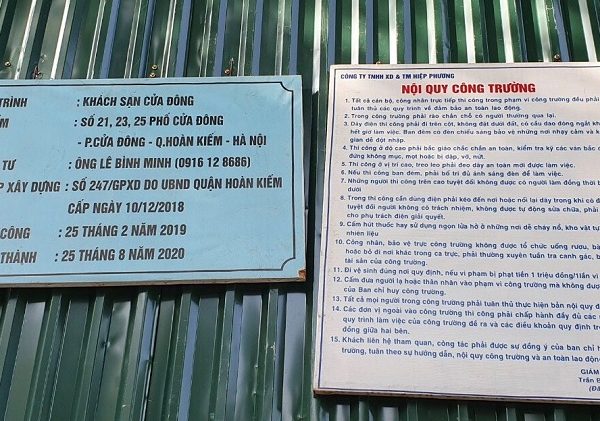 TRÌNH : KHÁCH SẠN CỬA ĐÔNG
: SỐ 21, 23, 25 PHỐ CỬA ĐÔNG
- P.CỬA ĐÔNG - Q.HOÀN KIẾM - HÀ NỘI
TƯ : ÔNG LÊ BÌNH MINH (0916 12 8686)
P XÂY DỰNG : SỐ 247/GPXD DO UBND QUẬN HOÀN KIẾM
CẤP NGÀY 10/12/2018
CÔNG : 25 THÁNG 2 NĂM 2019
THÀNH : 25 THÁNG 8 NĂM 2020
CÔNG TY TNHH XD & TM HIỆP PHƯƠNG
NỘI QUY CÔNG TRƯỜNG
1. Tất cả cán bộ, công nhân trực tiếp thi công trong phạm vi công trường đều phải
tuân thủ các quy trình về đảm bảo an toàn lao động.
2. Trong công trường phải rào chắn chỗ có người thường qua lại.
3. Dây điện thi công phải đi trên cột, không đặt dưới đất, có cầu dao đóng ngắt khi
hết giờ làm việc. Ban đêm có đèn chiếu sáng bảo vệ những nơi nhạy cảm và k
gian dễ đột nhập.
4. Thi công ở độ cao phải bắc giáo chắc chắn an toàn, kiểm tra kỹ các ván bắc
đứng không mục, mọt hoặc bị dập, vỡ, nứt.
5. Thi công ở vị trí cao, treo leo phải đeo dây an toàn mới được làm việc.
6. Nếu thi công ban đêm, phải bố trí đủ ánh sáng đèn để làm việc.
7. Những người thi công trên cao tuyệt đối không được có người làm đồng thời b
dưới
8. Trong thi công cần dùng điện phải kéo đến nơi hoặc nối lại dây trong khi có đ
tuyệt đối người không có trách nhiệm, không được tự động sửa chữa, phải
cho phụ trách điện giải quyết.
9. Cấm hút thuốc hay sử dụng ngọn lửa hở ở những nơi dễ cháy nổ, kho vật tư
nhiên liệu
10. Công nhân, bảo vệ trực công trường không được tổ chức uống rượu, bài
hoặc bỏ đi nơi khác trong ca trực, phải thường xuyên tuần tra canh gác, b
tài sản của công trường.
11. Đi vệ sinh đúng nơi quy định, nếu vi phạm bị phạt tiền 1 triệu đồng/1lần vi
12. Cấm đưa người lạ hoặc thân nhân vào phạm vi công trường mà không đượ
của Ban chỉ huy công trường.
13. Tất cả mọi người trong công trường phải tuân thủ thực hiện bản nội quy
14. Các đơn vị ngoài vào công trường thi công phải chấp hành đầy đủ các
quy trình làm việc của công trường đề ra và các điều khoản quy định tro
đồng giữa hai bên.
15. Khách liên hệ tham quan, công tác phải được sự đồng ý của ban chỉ h
trường, tuân theo sự hướng dẫn, nội quy công trường và an toàn lao độn
GIÁM
Trần B
(Đã